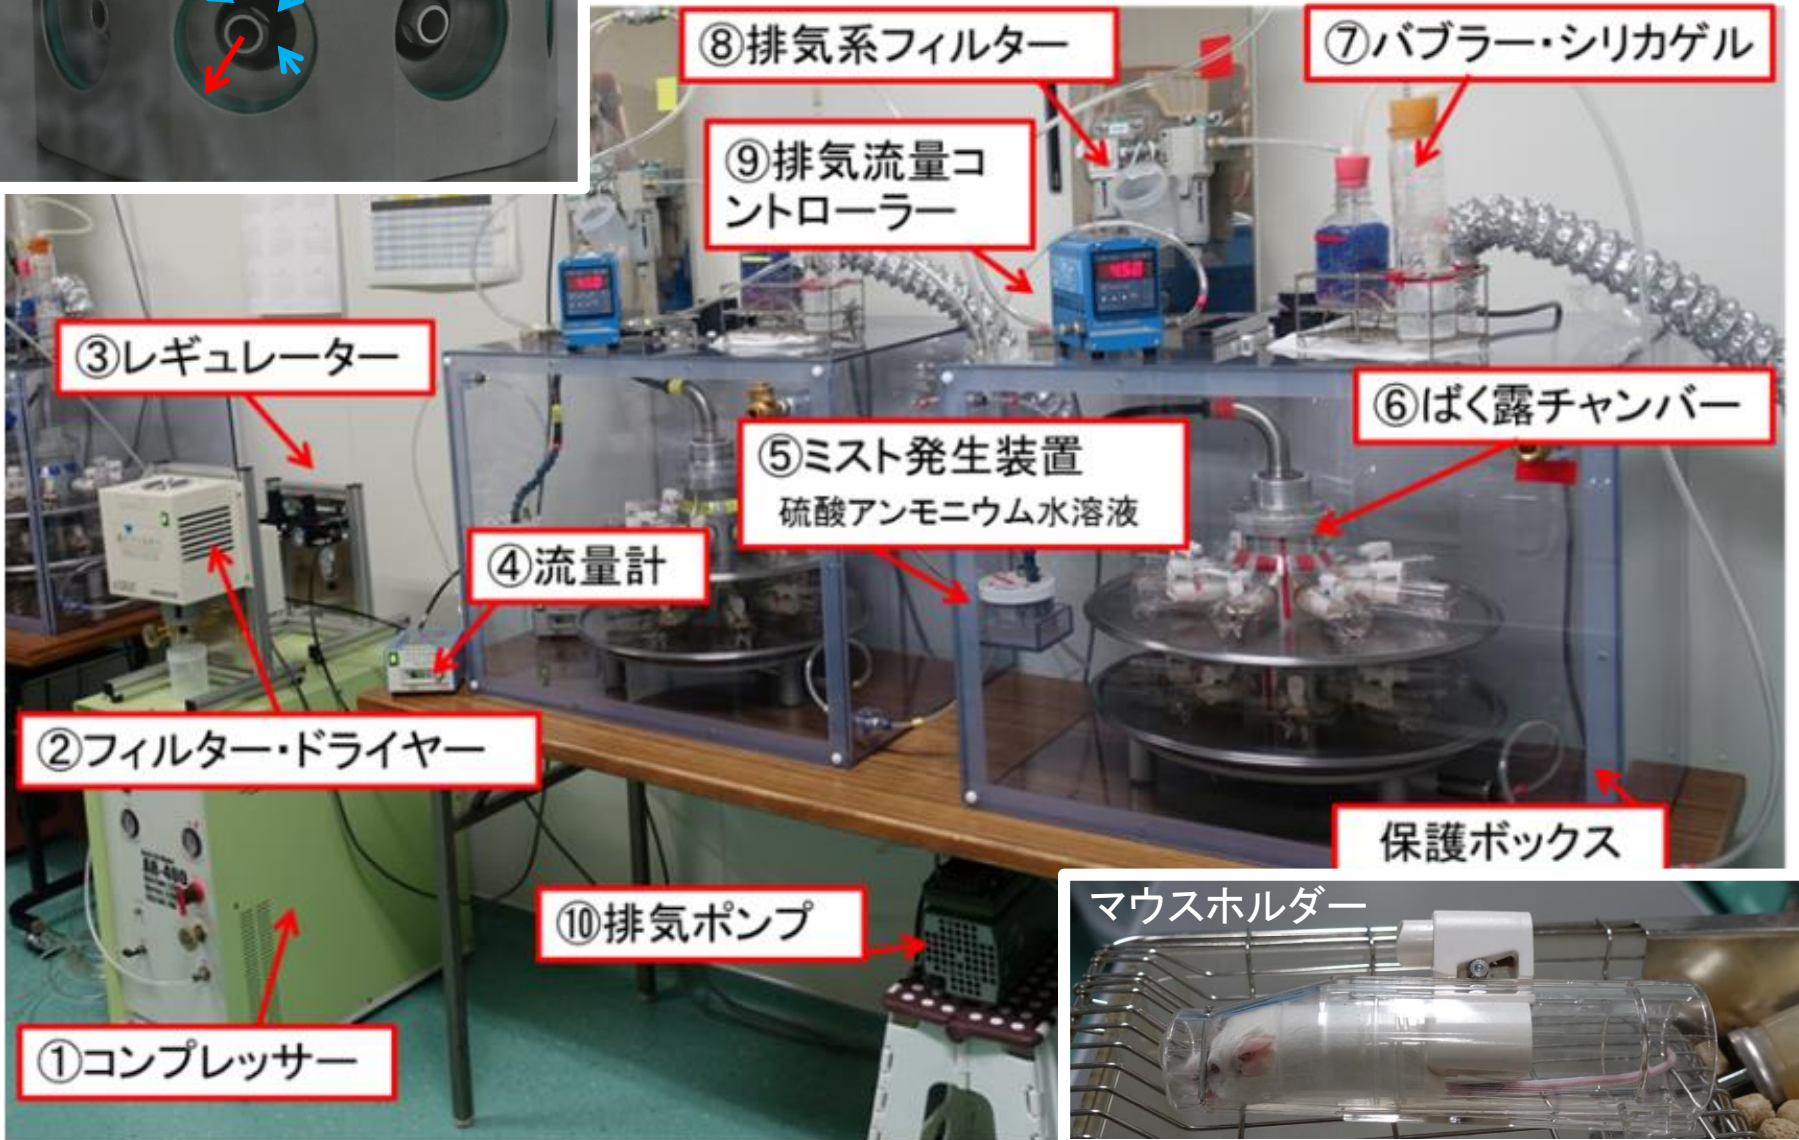 ⑧排気系フィルター
⑦バブラー・シリカゲル
⑨排気流量コ
ントローラー
③レギュレーター
⑥ばく露チャンバー
⑤ミスト発生装置
硫酸アンモニウム水溶液
④流量計
②フィルター・ドライヤー
保護ボックス
マウスホルダー
⑩排気ポンプ
①コンプレッサー
AR-400